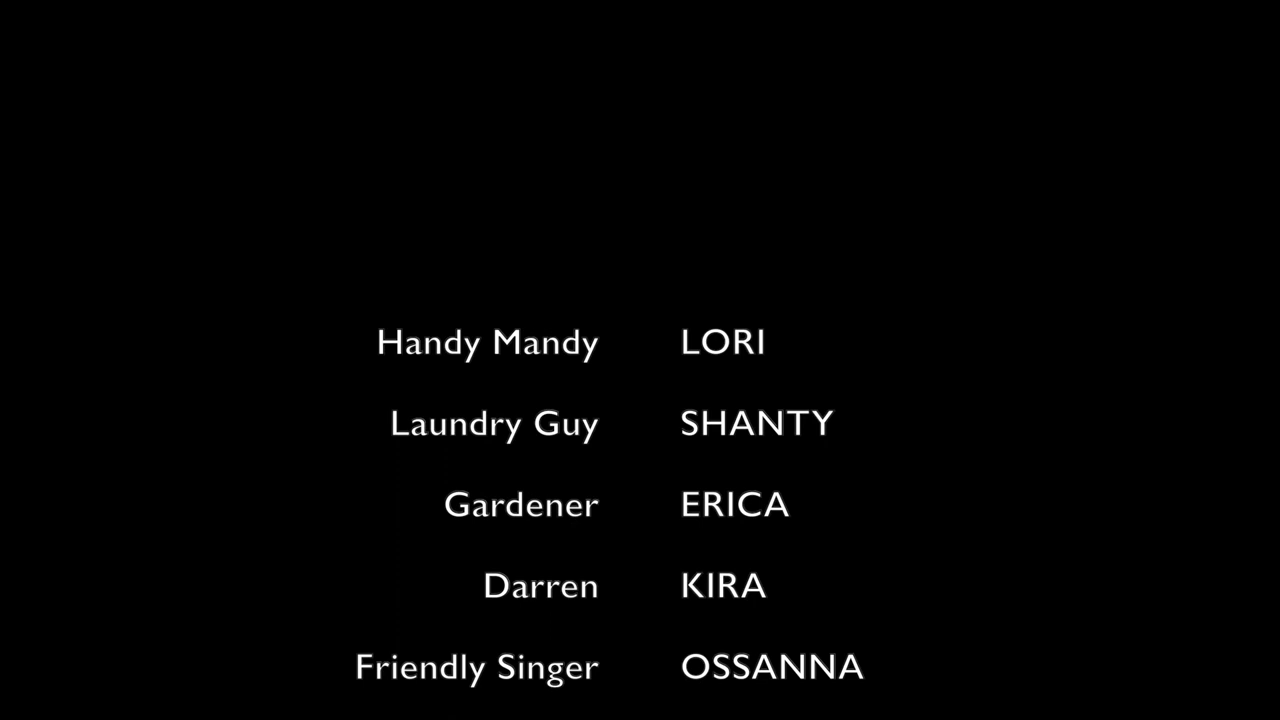 Handy Mandy LORI
Laundry Guy SHANTY
Gardener ERICA
Darren KIRA
Friendly Singer OSSANNA